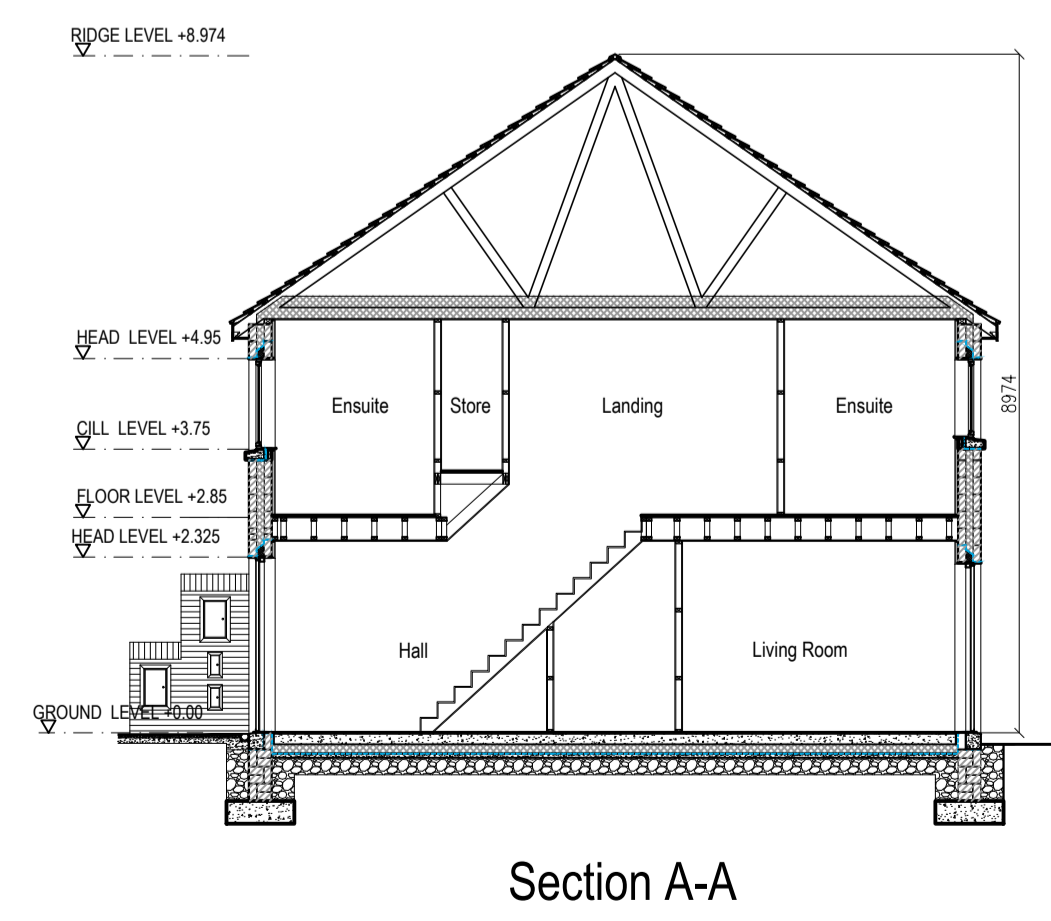 RIDGE LEVEL +8.974
HEAD LEVEL +4.95
8974
Ensuite
Store
Landing
Ensuite
CILL LEVEL +3.75
FLOOR LEVEL +2.85
HEAD LEVEL +2.325
Hall
Living Room
GROUND LEVEL +0.00
Section A-A